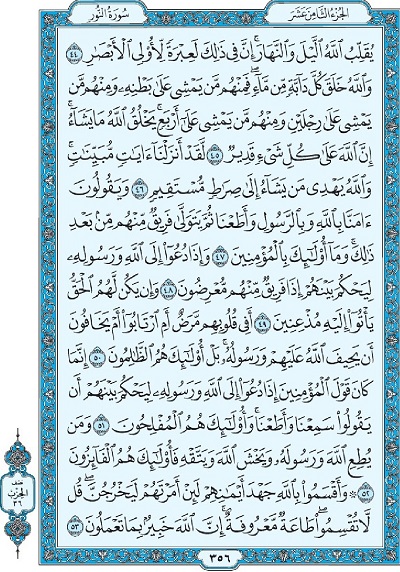 الجزء الثامن عشر
سورة النور
يُقَلِّبُ ٱللَّهُ ٱلَّيۡلَ وَٱلنَّهَارَۚ إِنَّ فِي ذَٰلِكَ لَعِبۡرَةٗ لِّأُوْلِي ٱلۡأَبۡصَٰرِ ٤٤
وَٱللَّهُ خَلَقَ كُلَّ دَآبَّةٖ مِّن مَّآءٖۖ فَمِنۡهُم مَّن يَمۡشِي عَلَىٰ بَطۡنِهِۦ وَمِنۡهُم مَّن
يَمۡشِي عَلَىٰ رِجۡلَيۡنِ وَمِنۡهُم مَّن يَمۡشِي عَلَىٰٓ أَرۡبَعٖۚ يَخۡلُقُ ٱللَّهُ مَا يَشَآءُۚ
إِنَّ ٱللَّهَ عَلَىٰ كُلِّ شَيۡءٖ قَدِيرٞ ٤٥ لَّقَدۡ أَنزَلۡنَآ ءَايَٰتٖ مُّبَيِّنَٰتٖۚ
وَٱللَّهُ يَهۡدِي مَن يَشَآءُ إِلَىٰ صِرَٰطٖ مُّسۡتَقِيمٖ ٤٦ وَيَقُولُونَ
ءَامَنَّا بِٱللَّهِ وَبِٱلرَّسُولِ وَأَطَعۡنَا ثُمَّ يَتَوَلَّىٰ فَرِيقٞ مِّنۡهُم مِّنۢ بَعۡدِ
ذَٰلِكَۚ وَمَآ أُوْلَٰٓئِكَ بِٱلۡمُؤۡمِنِينَ ٤٧ وَإِذَا دُعُوٓاْ إِلَى ٱللَّهِ وَرَسُولِهِۦ
لِيَحۡكُمَ بَيۡنَهُمۡ إِذَا فَرِيقٞ مِّنۡهُم مُّعۡرِضُونَ ٤٨ وَإِن يَكُن لَّهُمُ ٱلۡحَقُّ
يَأۡتُوٓاْ إِلَيۡهِ مُذۡعِنِينَ ٤٩ أَفِي قُلُوبِهِم مَّرَضٌ أَمِ ٱرۡتَابُوٓاْ أَمۡ يَخَافُونَ
أَن يَحِيفَ ٱللَّهُ عَلَيۡهِمۡ وَرَسُولُهُۥۚ بَلۡ أُوْلَٰٓئِكَ هُمُ ٱلظَّٰلِمُونَ ٥٠ إِنَّمَا
كَانَ قَوۡلَ ٱلۡمُؤۡمِنِينَ إِذَا دُعُوٓاْ إِلَى ٱللَّهِ وَرَسُولِهِۦ لِيَحۡكُمَ بَيۡنَهُمۡ أَن
يَقُولُواْ سَمِعۡنَا وَأَطَعۡنَاۚ وَأُوْلَٰٓئِكَ هُمُ ٱلۡمُفۡلِحُونَ ٥١ وَمَن
يُطِعِ ٱللَّهَ وَرَسُولَهُۥ وَيَخۡشَ ٱللَّهَ وَيَتَّقۡهِ فَأُوْلَٰٓئِكَ هُمُ ٱلۡفَآئِزُونَ
٥٢ ۞ وَأَقۡسَمُواْ بِٱللَّهِ جَهۡدَ أَيۡمَٰنِهِمۡ لَئِنۡ أَمَرۡتَهُمۡ لَيَخۡرُجُنَّۖ قُل
لَّا تُقۡسِمُواْۖ طَاعَةٞ مَّعۡرُوفَةٌۚ إِنَّ ٱللَّهَ خَبِيرُۢ بِمَا تَعۡمَلُونَ ٥٣
نصف
الحزب
٣٦
٣٥٦